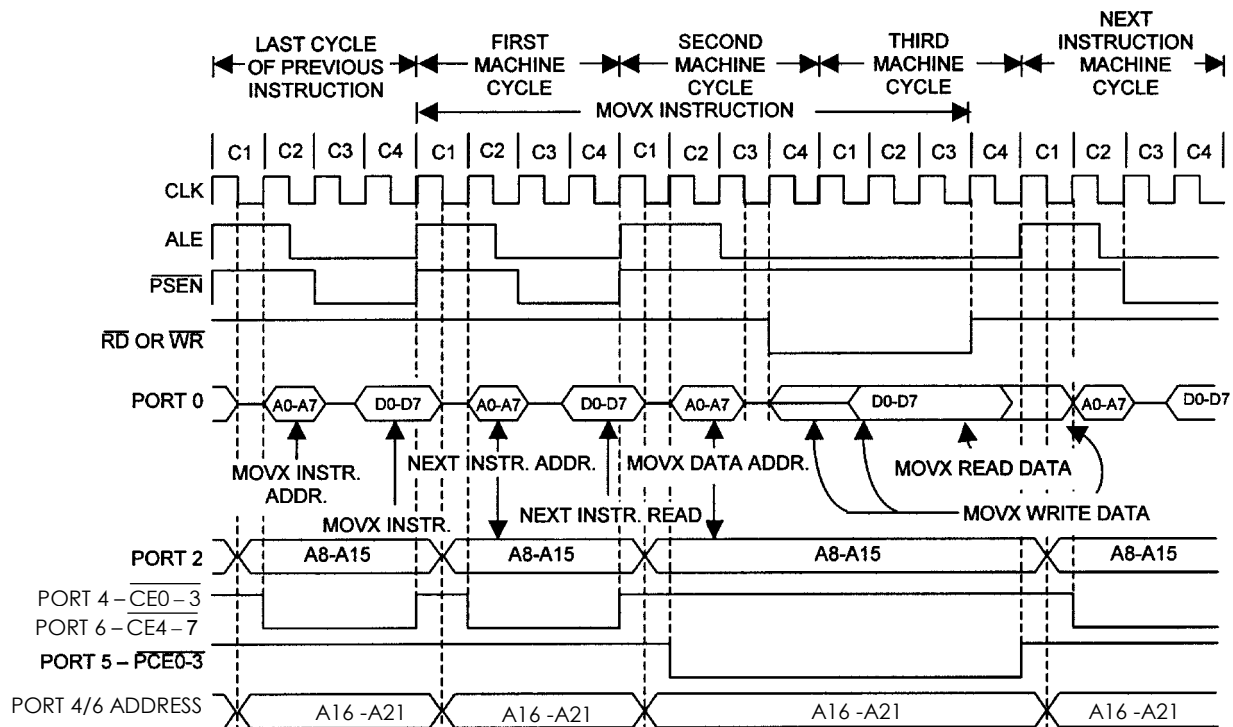 LAST CYCLE
OF PREVIOUS
INSTRUCTION
FIRST
MACHINE
CYCLE
SECOND
MACHINE
CYCLE
THIRD
MACHINE
CYCLE
NEXT
INSTRUCTION
MACHINE
CYCLE
MOVX INSTRUCTION
C1 C2 C3 C4 C1 C2 C3 C4 C1 C2 C3 C4 C1 C2 C3 C4 C1 C2 C3 C4
CLK
ALE
PSEN
RD OR WR
PORT 0 A0-A7 D0-D7 A0-A7 D0-D7 A0-A7 D0-D7 A0-A7 D0-D7
MOVX INSTR.
ADDR.
NEXT INSTR. ADDR.
MOVX DATA ADDR.
MOVX READ DATA
MOVX INSTR.
NEXT INSTR. READ
MOVX WRITE DATA
PORT 2 A8-A15 A8-A15 A8-A15 A8-A15
PORT 4 – CE0 – 3
PORT 6 – CE4 – 7
PORT 5 – PCE0-3
PORT 4/6 ADDRESS A16 -A21 A16 -A21 A16 -A21 A16 -A21